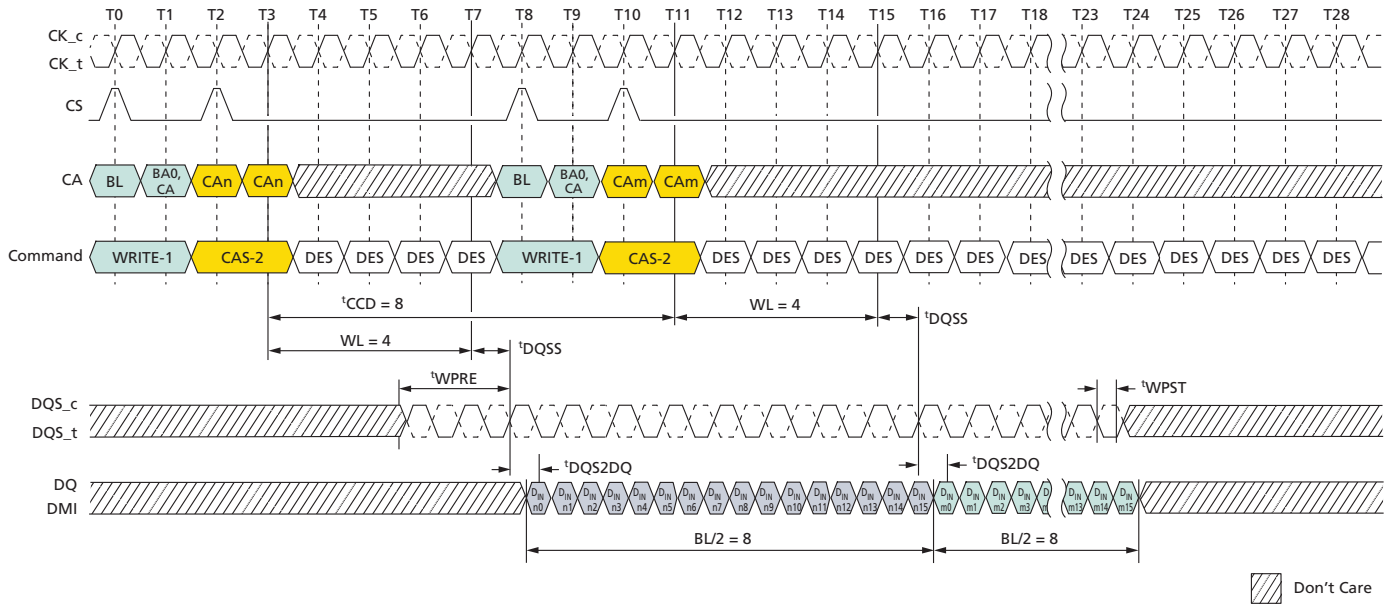 T0 T1 T2 T3 T4 T5 T6 T7 T8 T9 T10 T11 T12 T13 T14 T15 T16 T17 T18 T23 T24 T25 T26 T27 T28
CK_c
CK_t
CS
CA BL BA0, CA CAn CAn BL BA0, CA CAm CAm
Command WRITE-1 CAS-2 DES DES DES DES WRITE-1 CAS-2 DES DES DES DES DES DES DES DES DES DES DES DES DES
tCCD = 8 WL = 4 tDQSS
WL = 4 tDQSS
tWPRE tWPST
DQS_c
DQS_t
tDQS2DQ tDQS2DQ
DQ
DMI
DIN n0 DIN n1 DIN n2 DIN n3 DIN n4 DIN n5 DIN n6 DIN n7 DIN n8 DIN n9 DIN n10 DIN n11 DIN n12 DIN n13 DIN n14 DIN n15 DIN m0 DIN m1 DIN m2 DIN m3 DIN m13 DIN m14 DIN m15
BL/2 = 8 BL/2 = 8
Don't Care